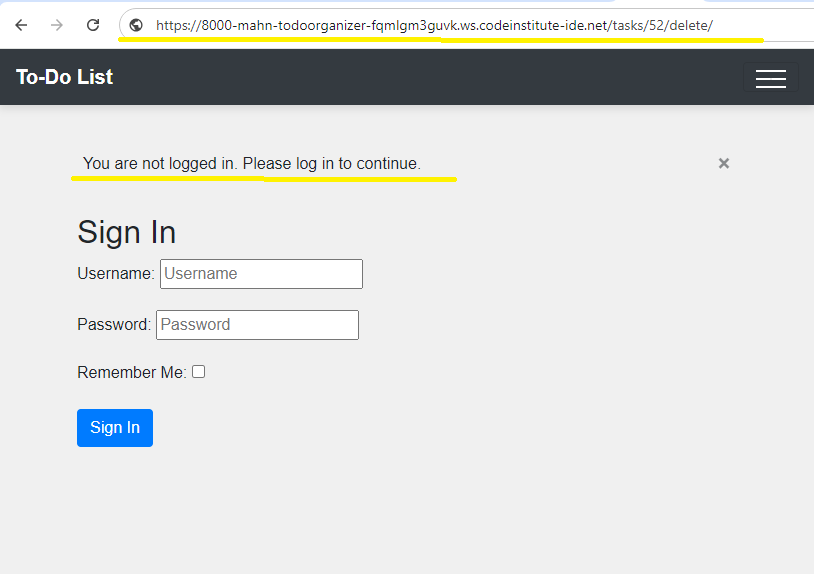 https://8000-mahn-todoorganizer-fqmlgm3guvk.ws.codeinstitute-ide.net/tasks/52/delete/
To-Do List
You are not logged in. Please log in to continue. ×
Sign In
Username: Username
Password: Password
Remember Me:
Sign In